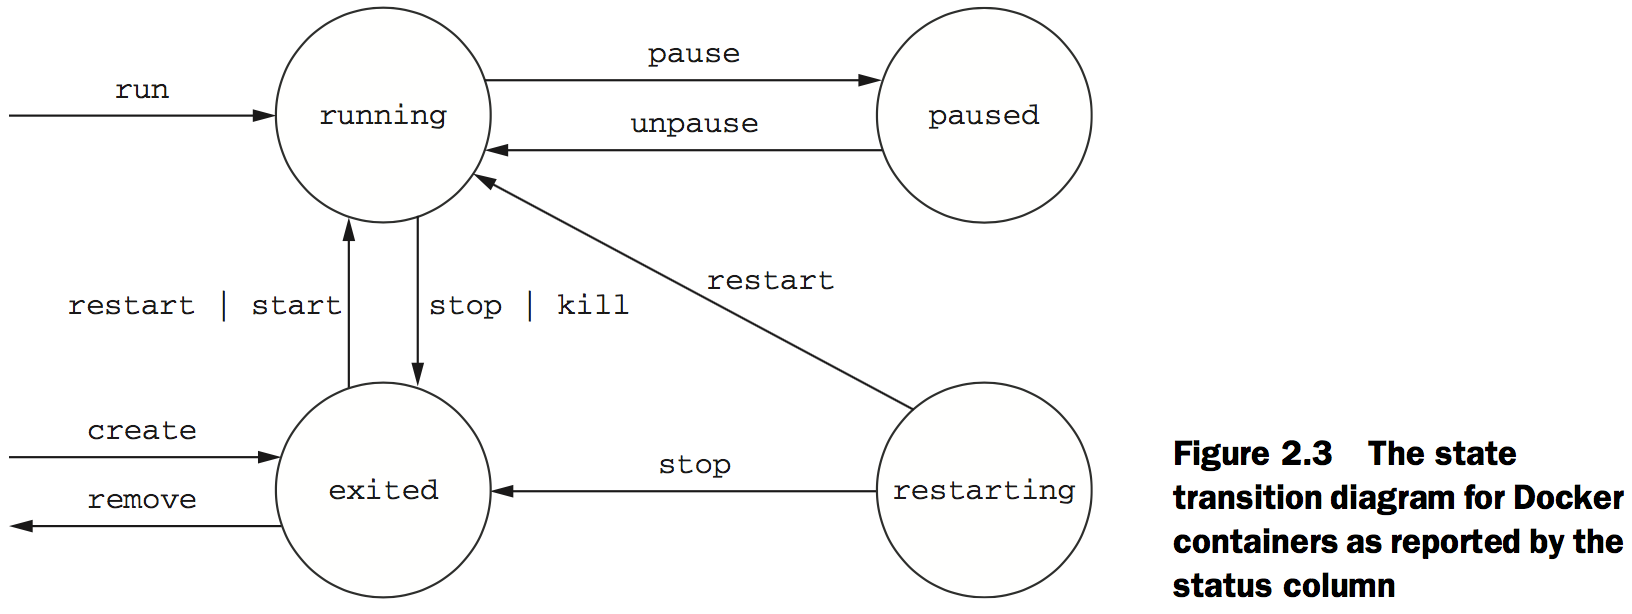 run
running
pause
unpause
paused
restart | start
stop | kill
restart
create
remove
exited
stop
restarting
Figure 2.3 The state
transition diagram for Docker
containers as reported by the
status column